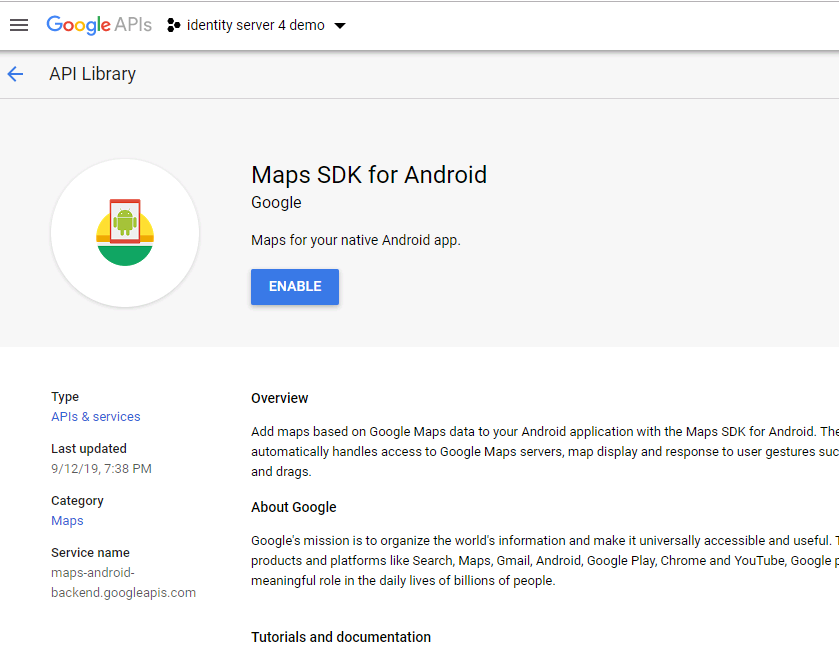 Google APIs identity server 4 demo
API Library
Maps SDK for Android
Google
Maps for your native Android app.
ENABLE
Type
APIs & services
Last updated
9/12/19, 7:38 PM
Category
Maps
Service name
maps-android-
backend.googleapis.com
Overview
Add maps based on Google Maps data to your Android application with the Maps SDK for Android. The
automatically handles access to Google Maps servers, map display and response to user gestures suc
and drags.
About Google
Google's mission is to organize the world's information and make it universally accessible and useful. T
products and platforms like Search, Maps, Gmail, Android, Google Play, Chrome and YouTube, Google p
meaningful role in the daily lives of billions of people.
Tutorials and documentation